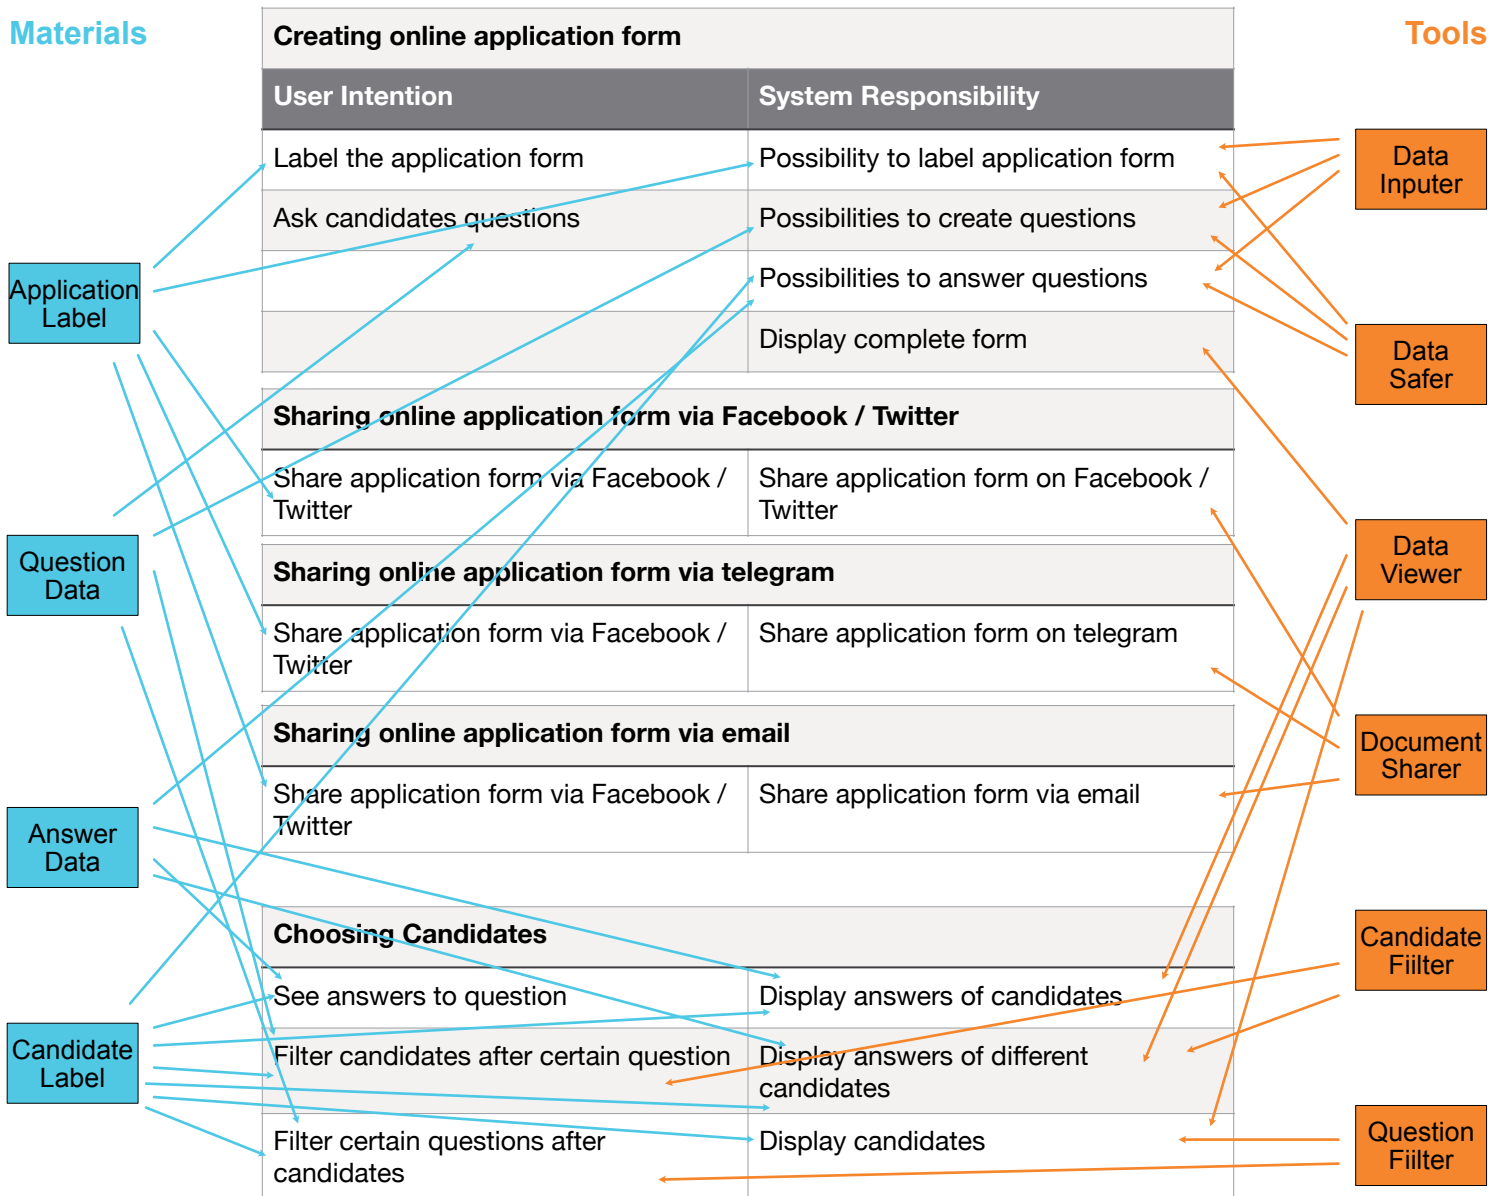 Materials
Tools
Creating online application form
User Intention
System Responsibility
Label the application form
Possibility to label application form
Ask candidates questions
Possibilities to create questions
Possibilities to answer questions
Display complete form
Sharing online application form via Facebook / Twitter
Share application form via Facebook /
Twitter
Share application form on Facebook /
Twitter
Sharing online application form via telegram
Share application form via Facebook /
Twitter
Share application form on telegram
Sharing online application form via email
Share application form via Facebook /
Twitter
Share application form via email
Choosing Candidates
See answers to question
Display answers of candidates
Filter candidates after certain question
Display answers of different
candidates
Filter certain questions after
candidates
Display candidates
Application
Label
Question
Data
Answer
Data
Candidate
Label
Data
Inputer
Data
Safer
Data
Viewer
Document
Sharer
Candidate
Fiilter
Question
Fiilter